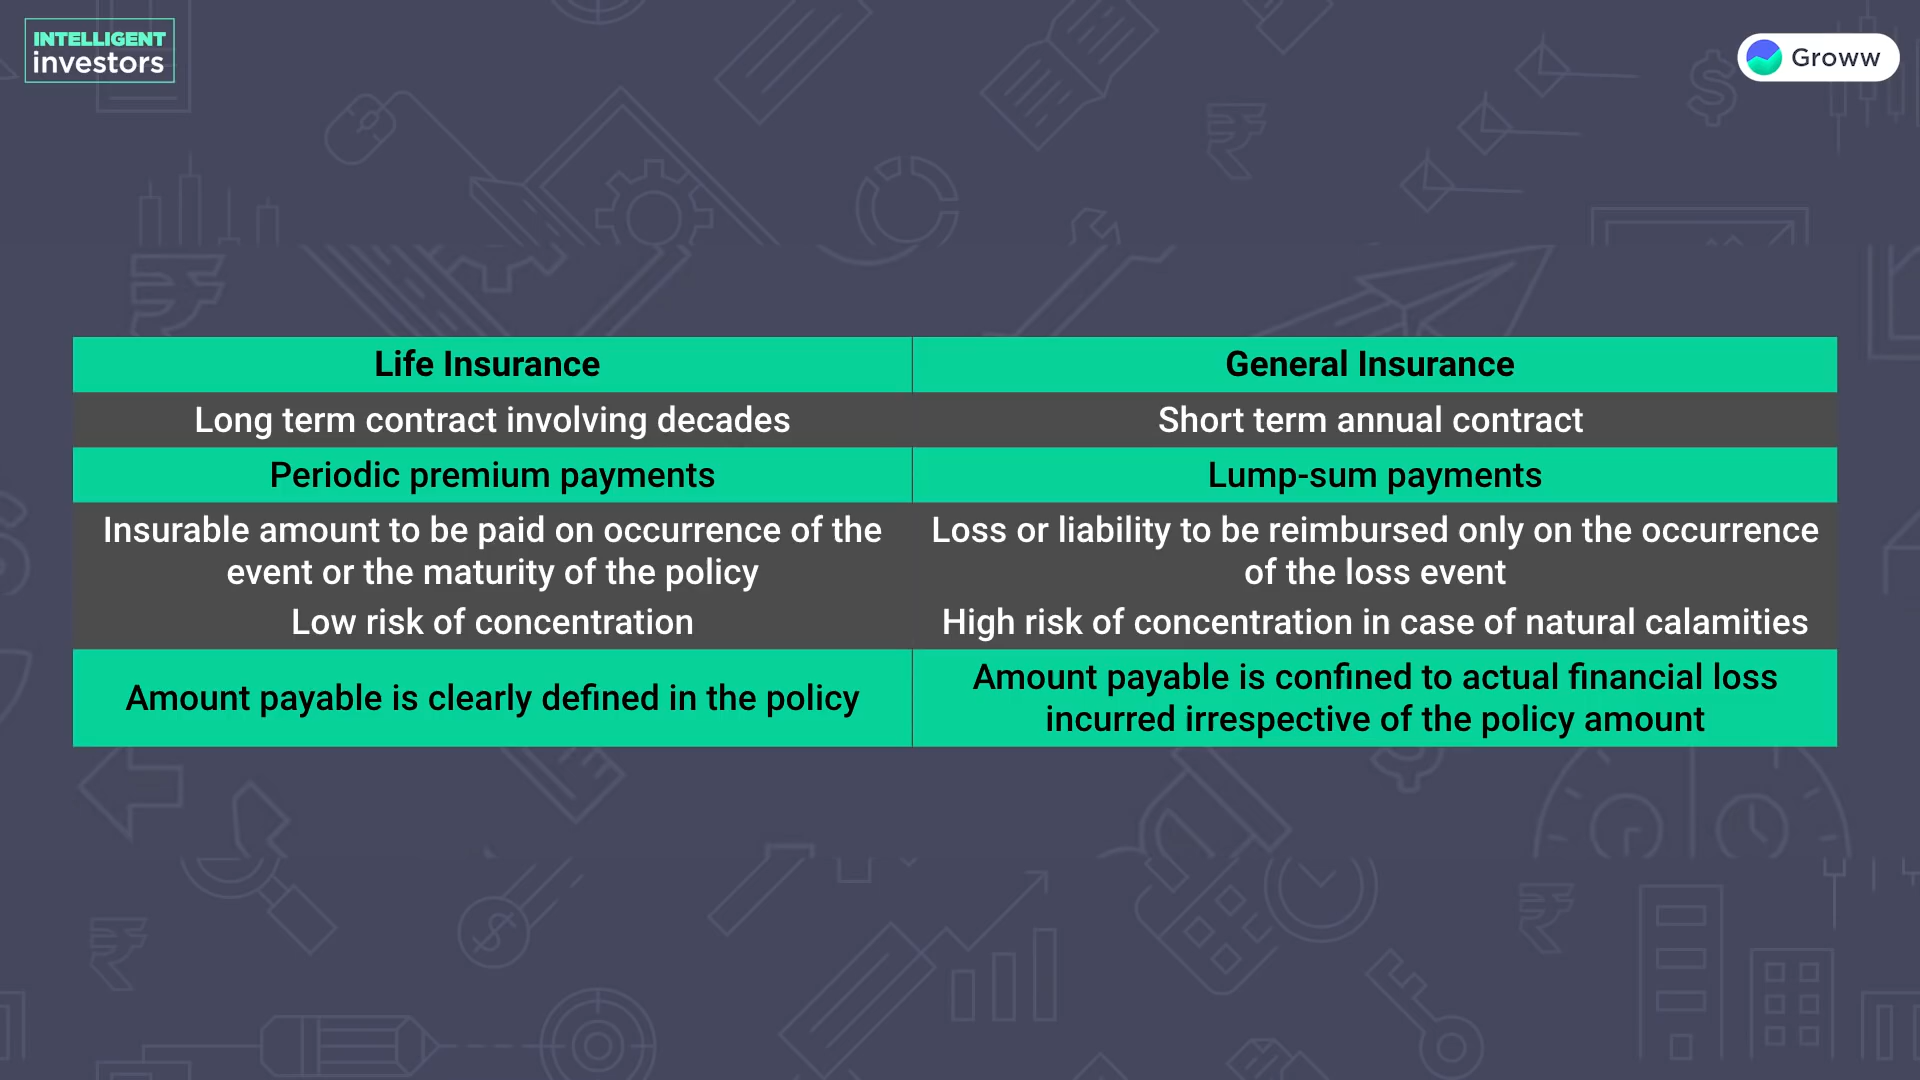 INTELLIGENT
investors
Groww
Life Insurance
General Insurance
Long term contract involving decades
Short term annual contract
Periodic premium payments
Lump-sum payments
Insurable amount to be paid on occurrence of the
event or the maturity of the policy
Loss or liability to be reimbursed only on the occurrence
of the loss event
Low risk of concentration
High risk of concentration in case of natural calamities
Amount payable is clearly defined in the policy
Amount payable is confined to actual financial loss
incurred irrespective of the policy amount